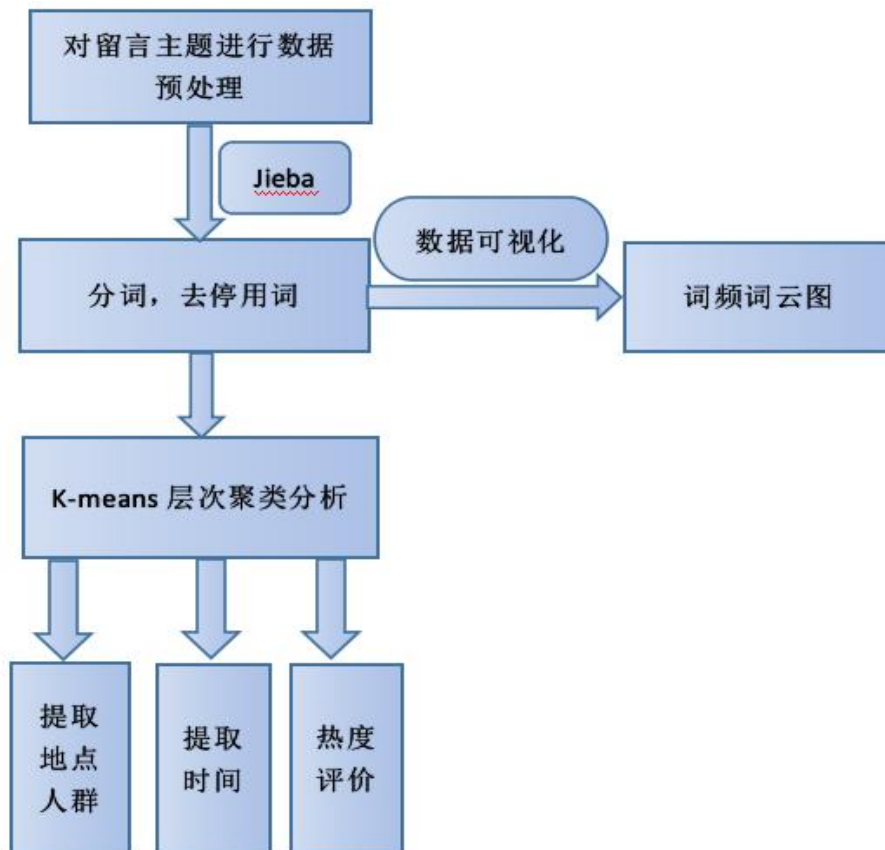 对留言主题进行数据
预处理
Jieba
数据可视化
分词，去停用词
词频词云图
K-means 层次聚类分析
提取
地点
人群
提取
时间
热度
评价